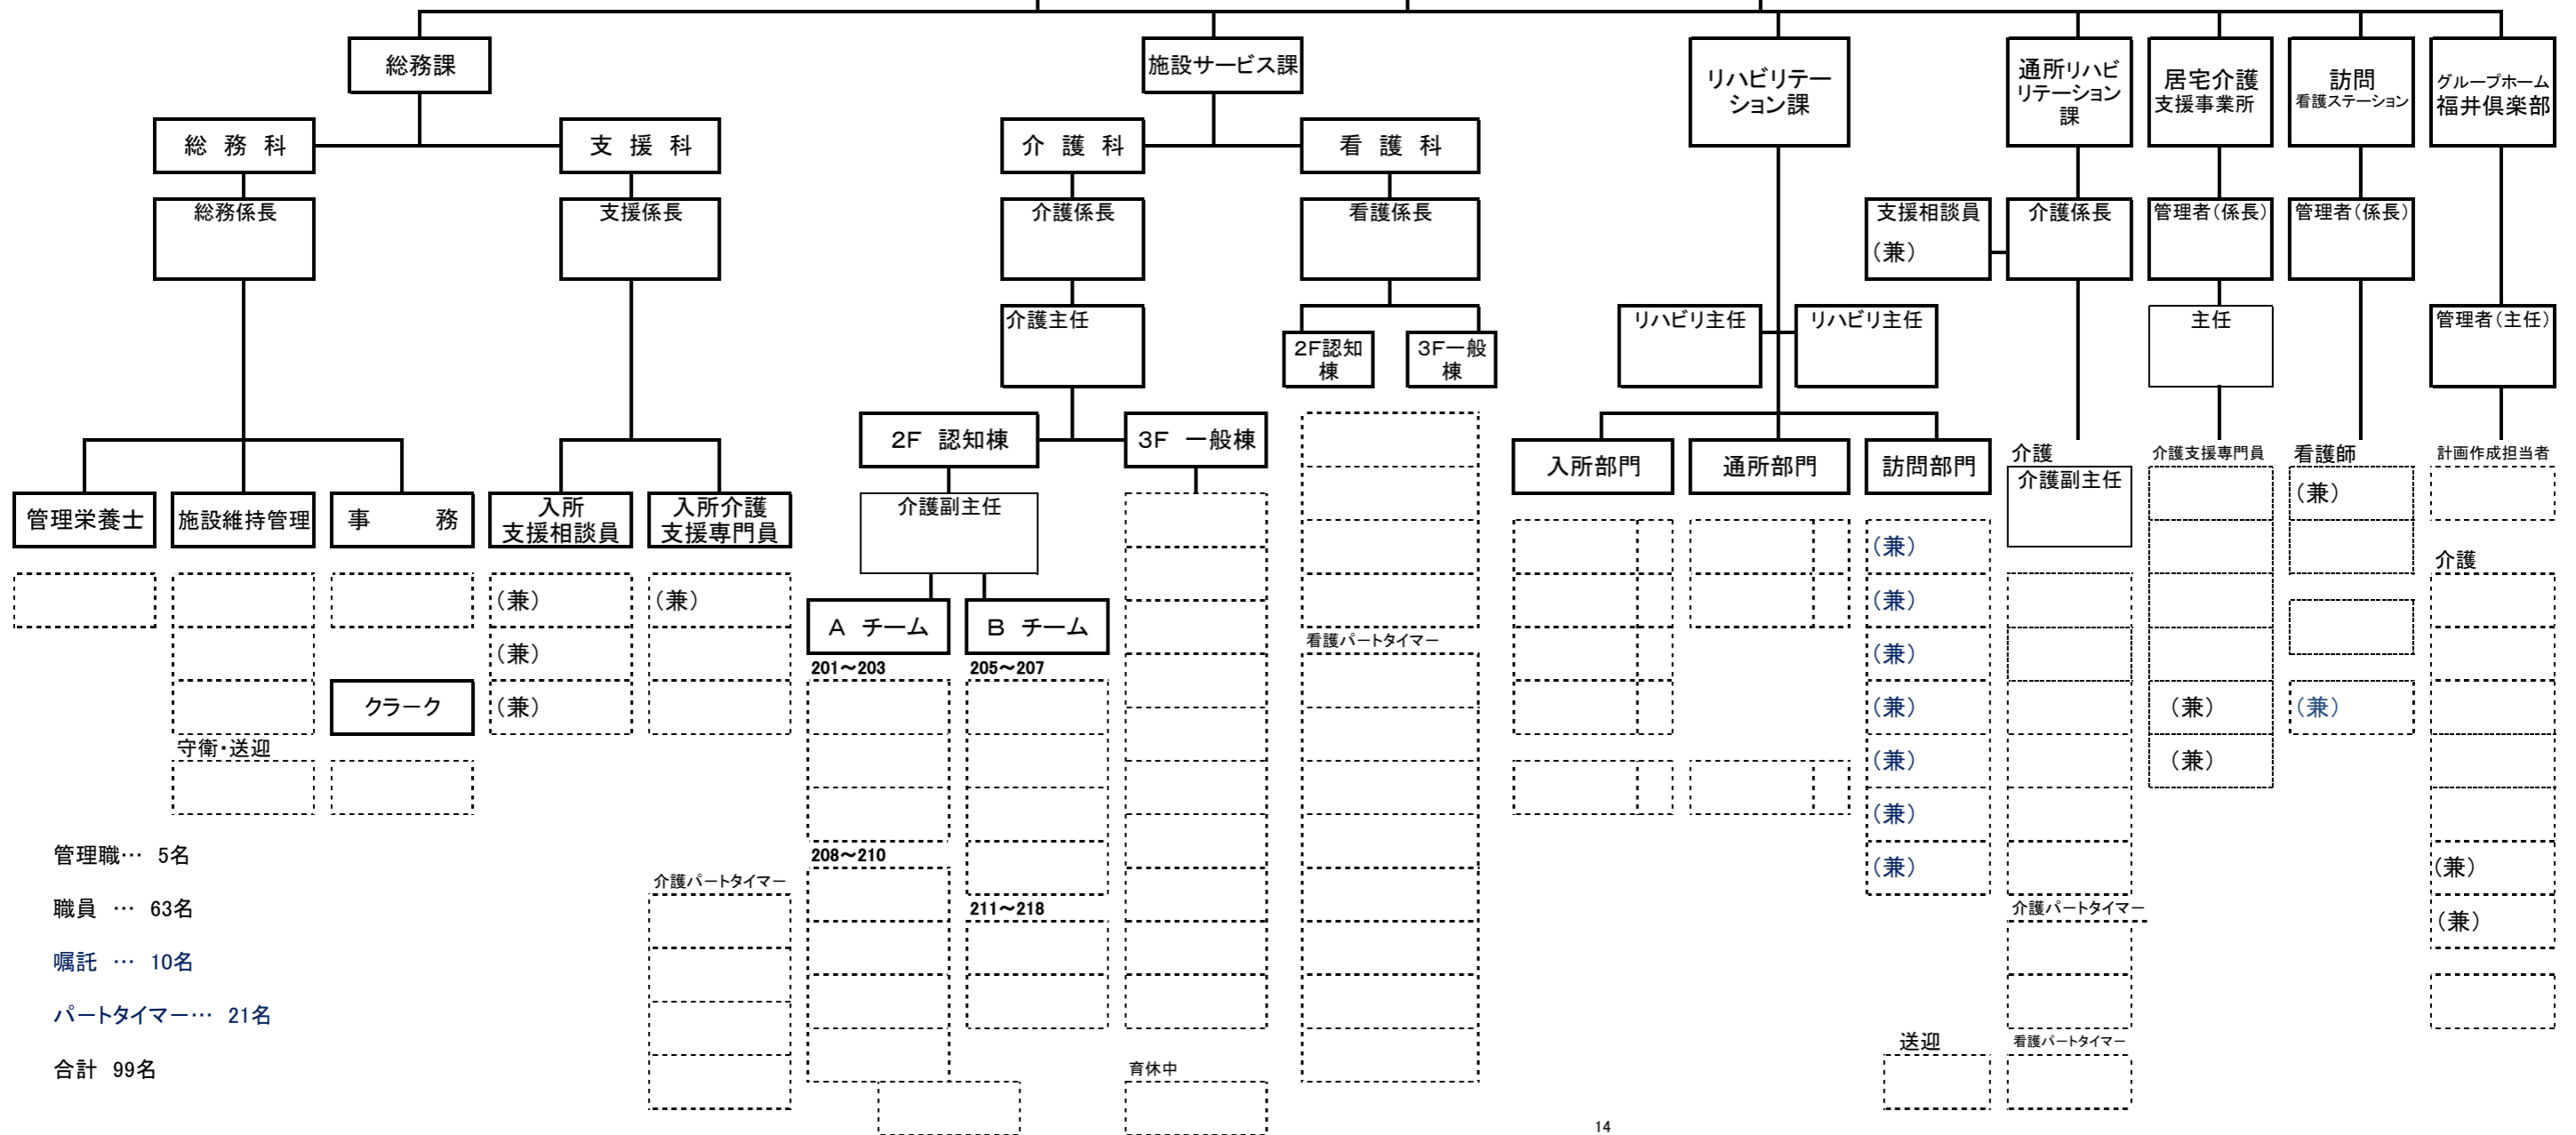 総務課
施設サービス課
リハビリテー
ション課
通所リハビ
リテーション
課
居宅介護
支援事業所
訪問
看護ステーション
グループホーム
福井倶楽部
総 務 科
支 援 科
介 護 科
看 護 科
総務係長
支援係長
介護係長
看護係長
支援相談員
(兼)
介護係長
管理者(係長)
管理者(係長)
介護主任
2F認知
棟
3F一般
棟
リハビリ主任
リハビリ主任
主任
管理者(主任)
2F 認知棟
3F 一般棟
入所部門
通所部門
訪問部門
介護
介護副主任
介護支援専門員
看護師
(兼)
計画作成担当者
管理栄養士
施設維持管理
事 務
入所
支援相談員
入所介護
支援専門員
介護副主任
(兼)
介護
(兼)
(兼)
A チーム
B チーム
(兼)
(兼)
看護パートタイマー
(兼)
201～203
205～207
クラーク
(兼)
(兼)
(兼)
(兼)
守衛・送迎
(兼)
(兼)
(兼)
管理職… 5名
208～210
(兼)
(兼)
介護パートタイマー
職員 … 63名
211～218
介護パートタイマー
(兼)
嘱託 … 10名
パートタイマー… 21名
送迎
看護パートタイマー
合計 99名
育休中
14